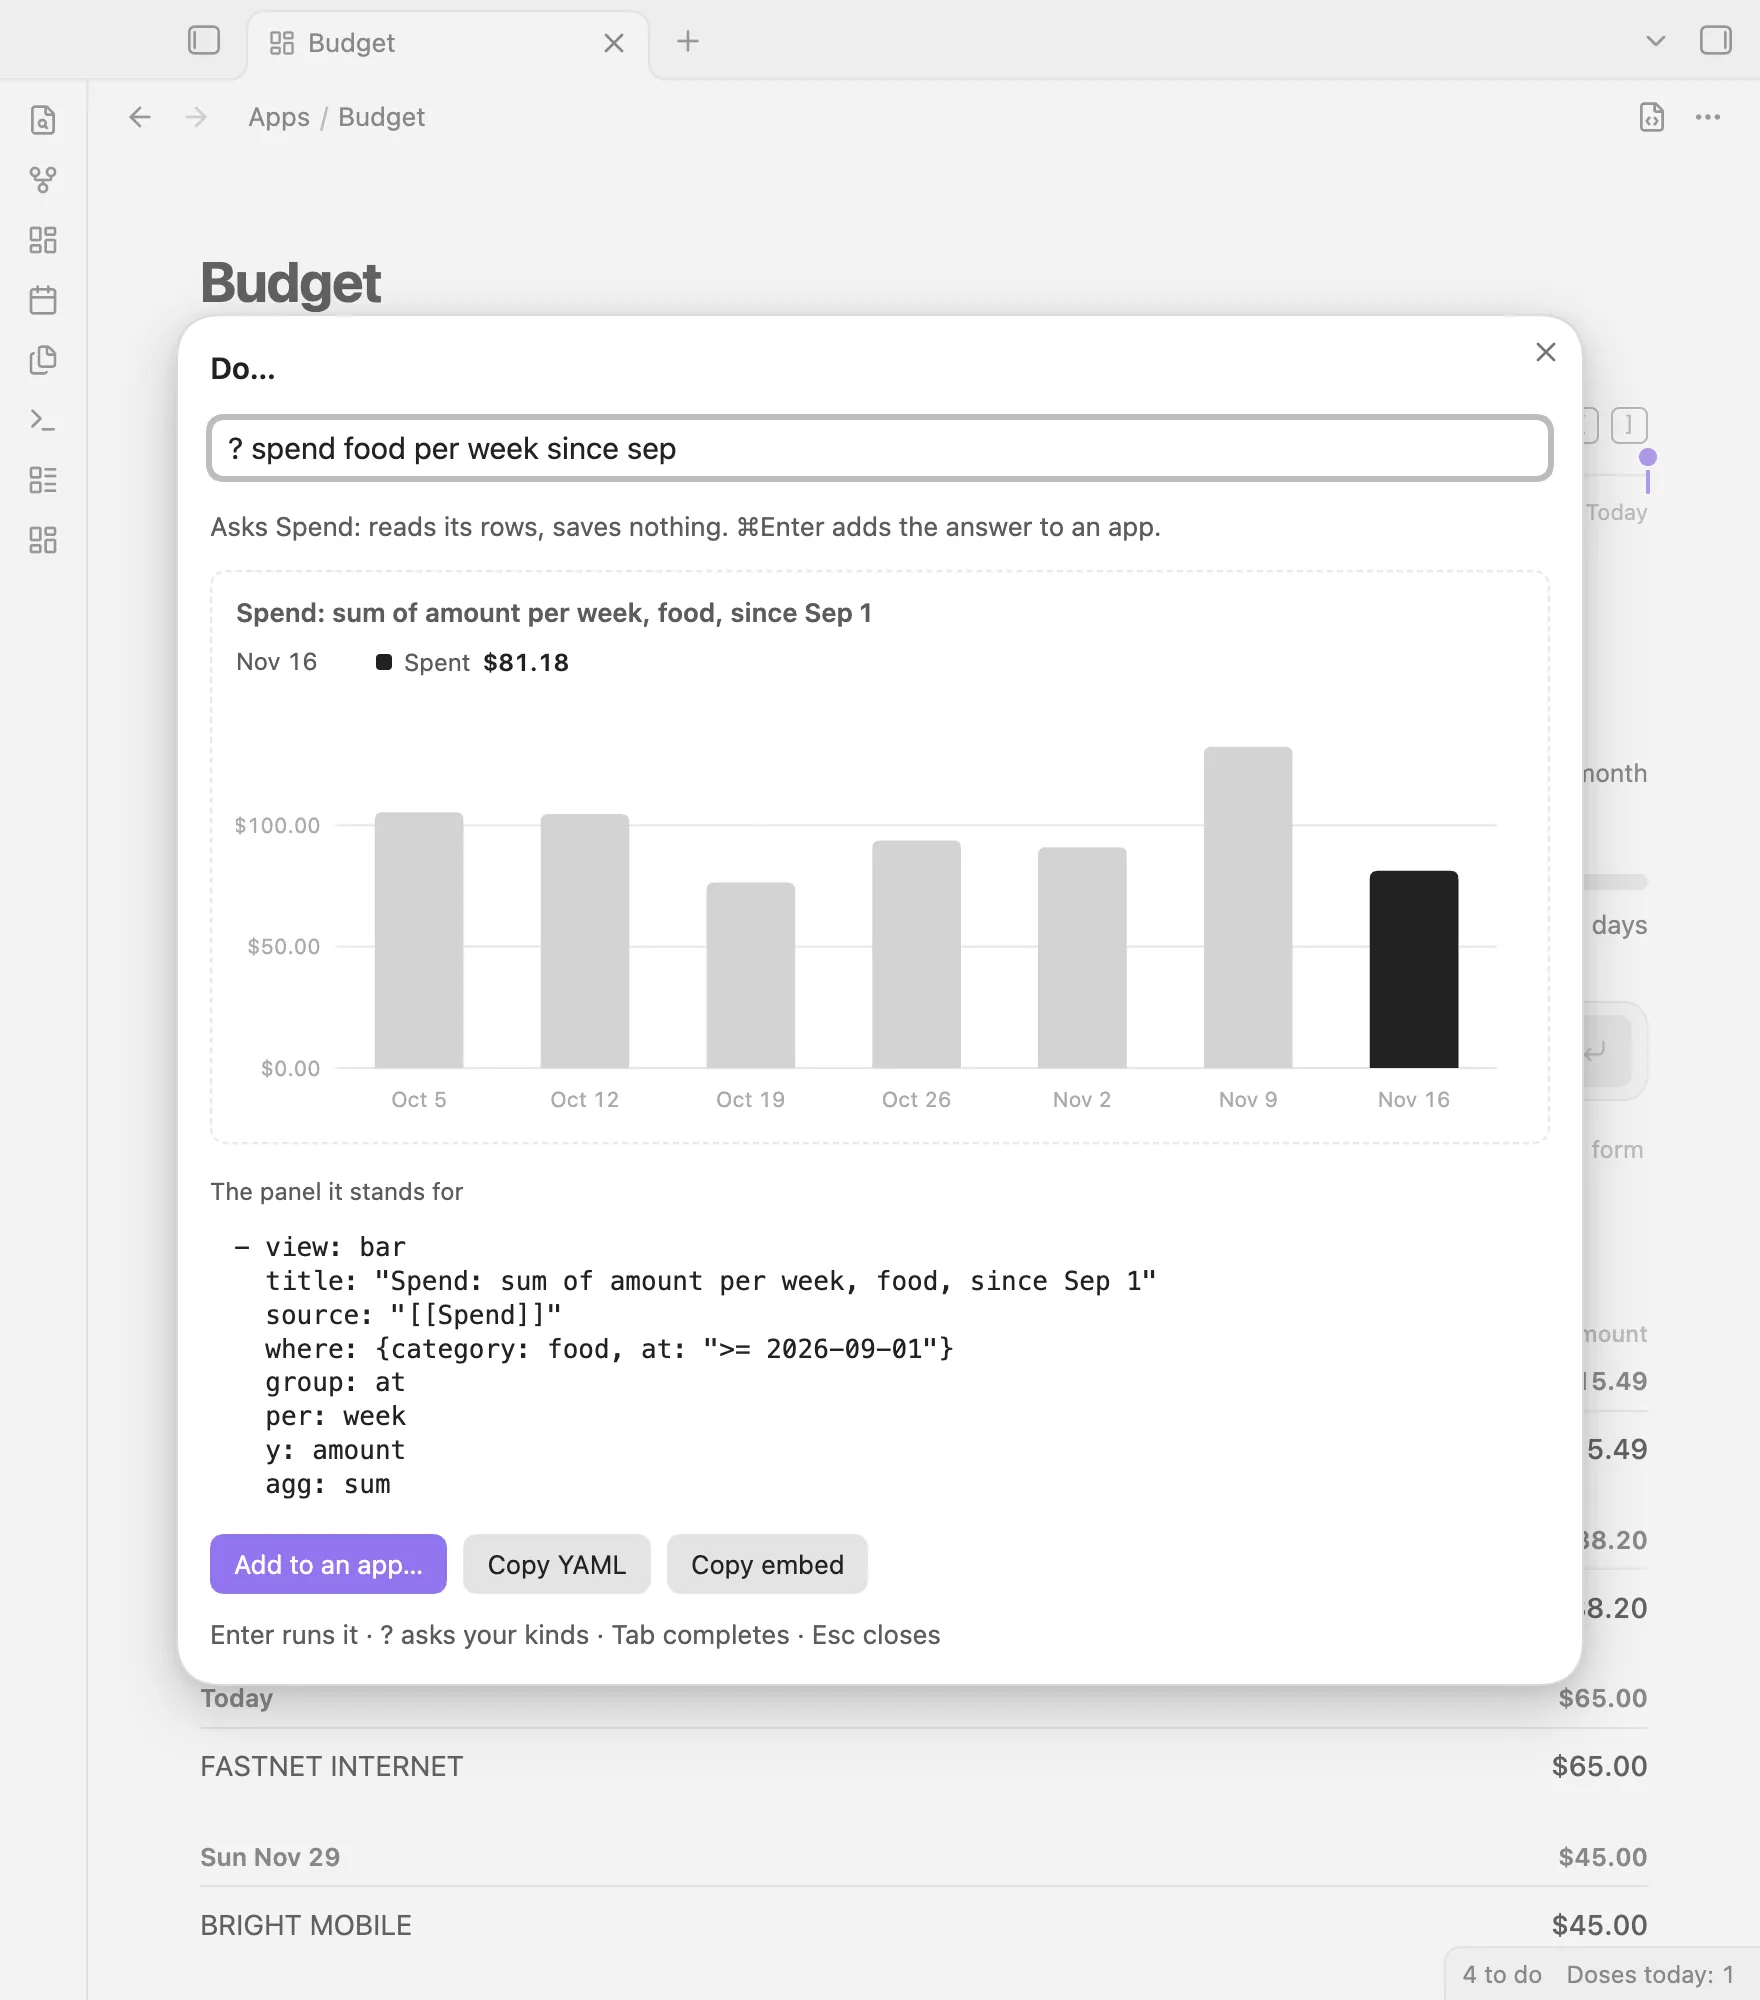 Budget
Apps / Budget
Budget
Do...
? spend food per week since sep
Asks Spend: reads its rows, saves nothing. ⌘Enter adds the answer to an app.
Spend: sum of amount per week, food, since Sep 1
Nov 16 Spent $81.18
$100.00
$50.00
$0.00
Oct 5 Oct 12 Oct 19 Oct 26 Nov 2 Nov 9 Nov 16
The panel it stands for
- view: bar
title: "Spend: sum of amount per week, food, since Sep 1"
source: "[[Spend]]"
where: {category: food, at: ">= 2026-09-01"}
group: at
per: week
y: amount
agg: sum
Add to an app... Copy YAML Copy embed
Enter runs it · ? asks your kinds · Tab completes · Esc closes
]
Today
days
form
Today $65.00
FASTNET INTERNET $65.00
Sun Nov 29 $45.00
BRIGHT MOBILE $45.00
4 to do Doses today: 1